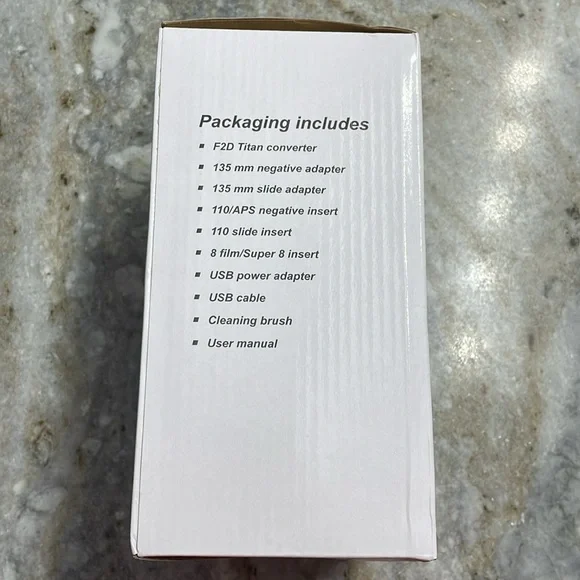 Packaging includes
▪ F2D Titan converter
▪ 135 mm negative adapter
▪ 135 mm slide adapter
▪ 110/APS negative insert
▪ 110 slide insert
▪ 8 film/Super 8 insert
▪ USB power adapter
▪ USB cable
▪ Cleaning brush
▪ User manual